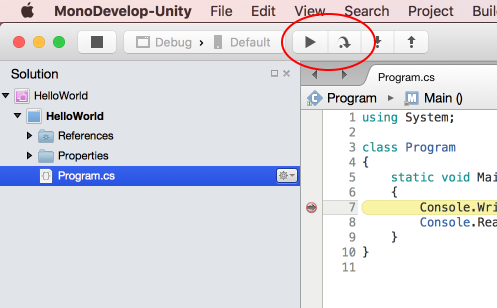 MonoDevelop-Unity File Edit View Search Project Build
Debug Default
Solution
Program.cs
HelloWorld
Program Main ()
HelloWorld
References
Properties
Program.cs
1 using System;
2
3 class Program
4 {
5 static void Mai
6 {
7 Console.Wri
8 Console.Rea
9 }
10 }
11